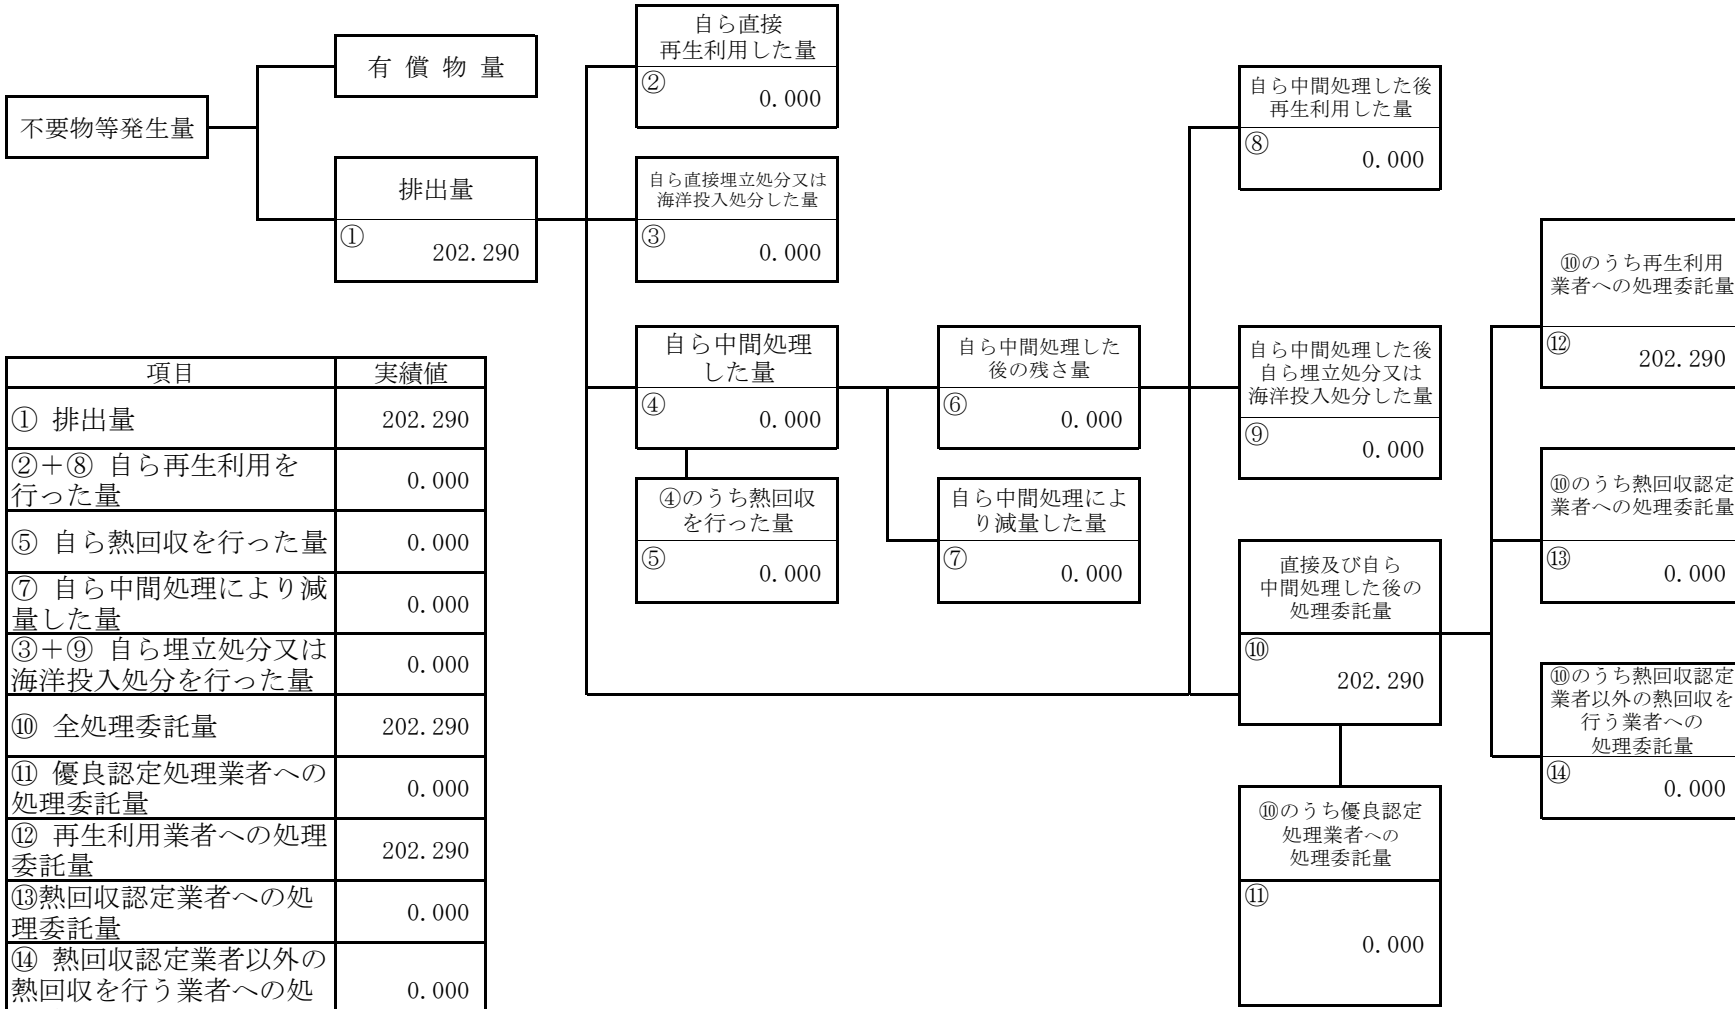 不要物等発生量
有 償 物 量
排出量
①
202.290
自ら直接
再生利用した量
②
0.000
自ら直接埋立処分又は
海洋投入処分した量
③
0.000
自ら中間処理
した量
④
0.000
④のうち熱回収
を行った量
⑤
0.000
自ら中間処理した
後の残さ量
⑥
0.000
自ら中間処理によ
り減量した量
⑦
0.000
自ら中間処理した後
再生利用した量
⑧
0.000
自ら中間処理した後
自ら埋立処分又は
海洋投入処分した量
⑨
0.000
直接及び自ら
中間処理した後の
処理委託量
⑩
202.290
⑩のうち優良認定
処理業者への
処理委託量
⑪
0.000
⑩のうち再生利用
業者への処理委託量
⑫
202.290
⑩のうち熱回収認定
業者への処理委託量
⑬
0.000
⑩のうち熱回収認定
業者以外の熱回収を
行う業者への
処理委託量
⑭
0.000
項目 実績値
① 排出量 202.290
②＋⑧ 自ら再生利用を
行った量 0.000
⑤ 自ら熱回収を行った量 0.000
⑦ 自ら中間処理により減
量した量 0.000
③＋⑨ 自ら埋立処分又は
海洋投入処分を行った量 0.000
⑩ 全処理委託量 202.290
⑪ 優良認定処理業者への
処理委託量 0.000
⑫ 再生利用業者への処理
委託量 202.290
⑬熱回収認定業者への処
理委託量 0.000
⑭ 熱回収認定業者以外の
熱回収を行う業者への処 0.000